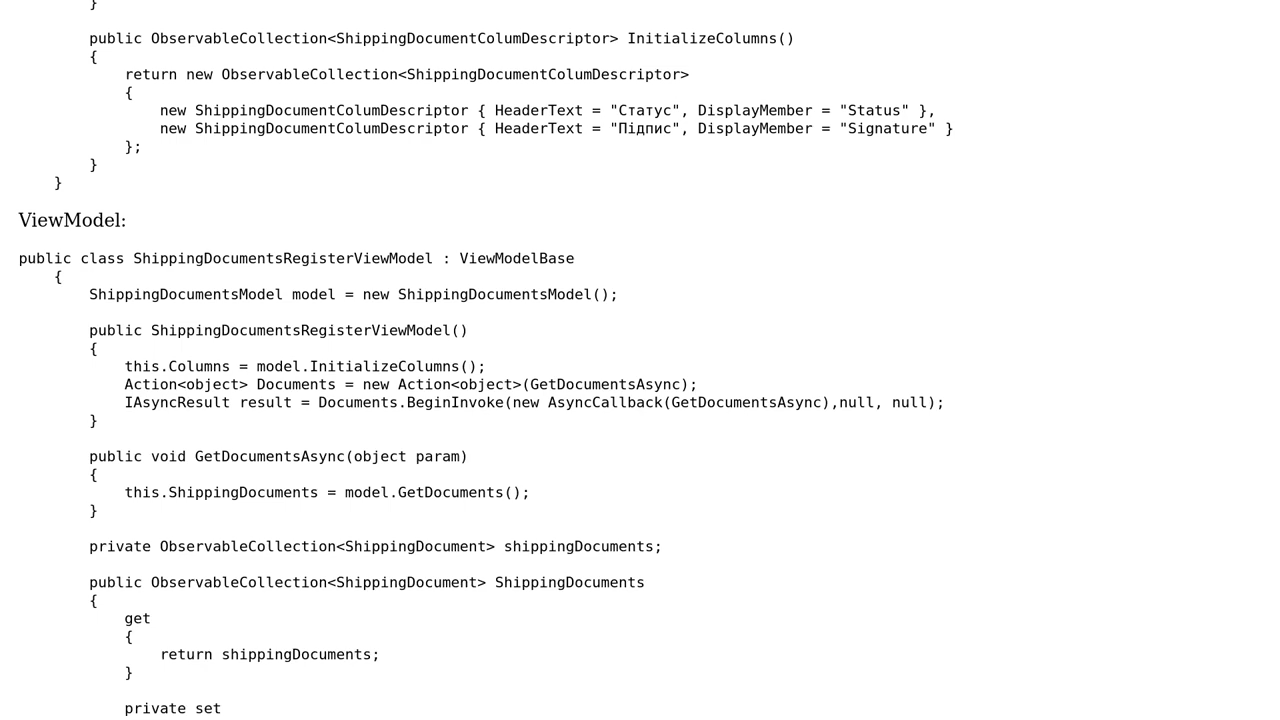 }
public ObservableCollection<ShippingDocumentColumDescriptor> InitializeColumns()
{
return new ObservableCollection<ShippingDocumentColumDescriptor>
{
new ShippingDocumentColumDescriptor { HeaderText = "Статус", DisplayMember = "Status" },
new ShippingDocumentColumDescriptor { HeaderText = "Підпис", DisplayMember = "Signature" }
};
}
}
ViewModel:
public class ShippingDocumentsRegisterViewModel : ViewModelBase
{
ShippingDocumentsModel model = new ShippingDocumentsModel();
public ShippingDocumentsRegisterViewModel()
{
this.Columns = model.InitializeColumns();
Action<object> Documents = new Action<object>(GetDocumentsAsync);
IAsyncResult result = Documents.BeginInvoke(new AsyncCallback(GetDocumentsAsync),null, null);
}
public void GetDocumentsAsync(object param)
{
this.ShippingDocuments = model.GetDocuments();
}
private ObservableCollection<ShippingDocument> shippingDocuments;
public ObservableCollection<ShippingDocument> ShippingDocuments
{
get
{
return shippingDocuments;
}
private set